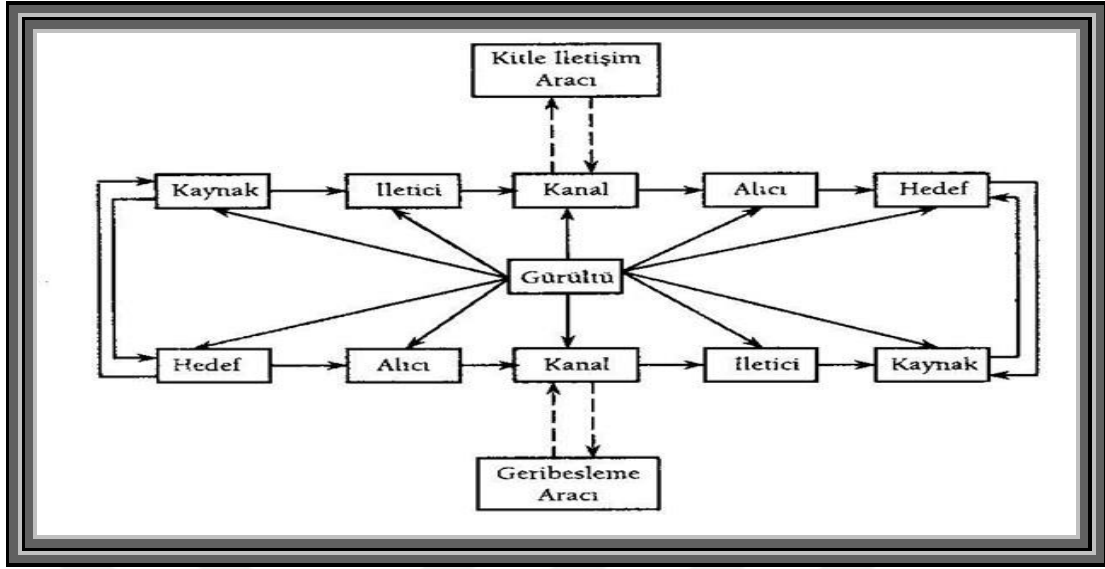 Kitle İletişim
Aracı
Kaynak
İletici
Kanal
Alıcı
Hedef
Gürültü
Hedef
Alıcı
Kanal
İletici
Kaynak
Geribesleme
Aracı